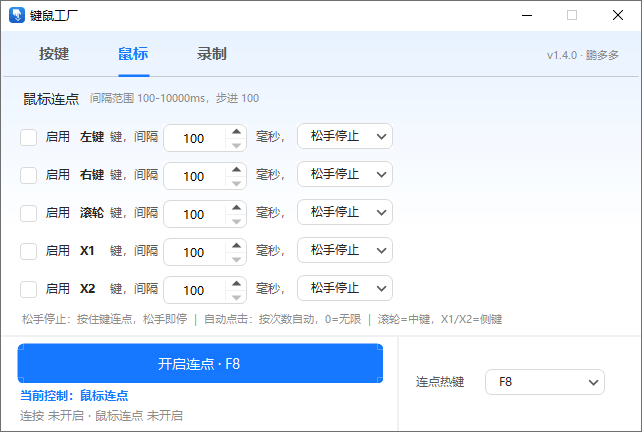 键鼠工厂
按键 鼠标 录制 v1.4.0 · 鹏多多
鼠标连点 间隔范围 100-10000ms，步进 100
启用 左键 键，间隔 100 毫秒， 松手停止
启用 右键 键，间隔 100 毫秒， 松手停止
启用 滚轮 键，间隔 100 毫秒， 松手停止
启用 X1 键，间隔 100 毫秒， 松手停止
启用 X2 键，间隔 100 毫秒， 松手停止
松手停止：按住键连点，松手即停 | 自动点击：按次数自动，0=无限 | 滚轮=中键，X1/X2=侧键
开启连点 · F8
连点热键 F8
当前控制：鼠标连点
连按 未开启 · 鼠标连点 未开启